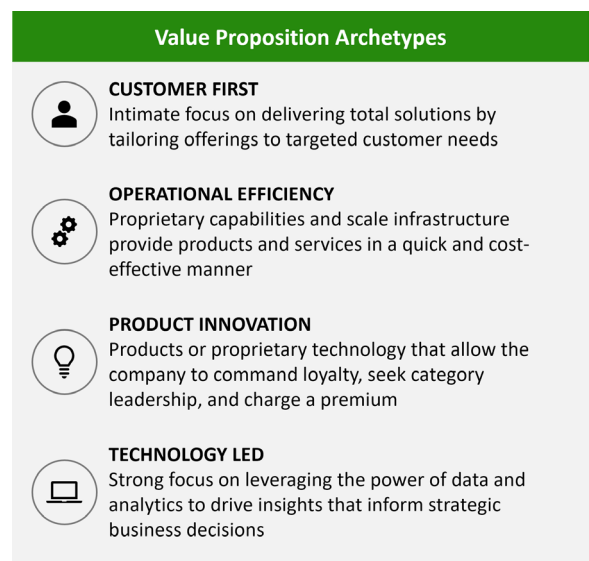 Value Proposition Archetypes
CUSTOMER FIRST
Intimate focus on delivering total solutions by
tailoring offerings to targeted customer needs
OPERATIONAL EFFICIENCY
Proprietary capabilities and scale infrastructure
provide products and services in a quick and cost-
effective manner
PRODUCT INNOVATION
Products or proprietary technology that allow the
company to command loyalty, seek category
leadership, and charge a premium
TECHNOLOGY LED
Strong focus on leveraging the power of data and
analytics to drive insights that inform strategic
business decisions